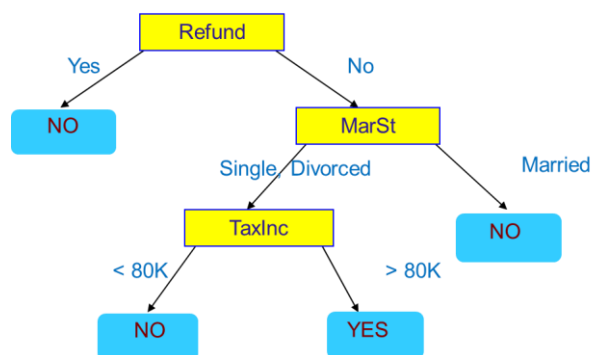 Refund
Yes
No
NO
MarSt
Single, Divorced
Married
TaxInc
NO
< 80K
> 80K
NO
YES